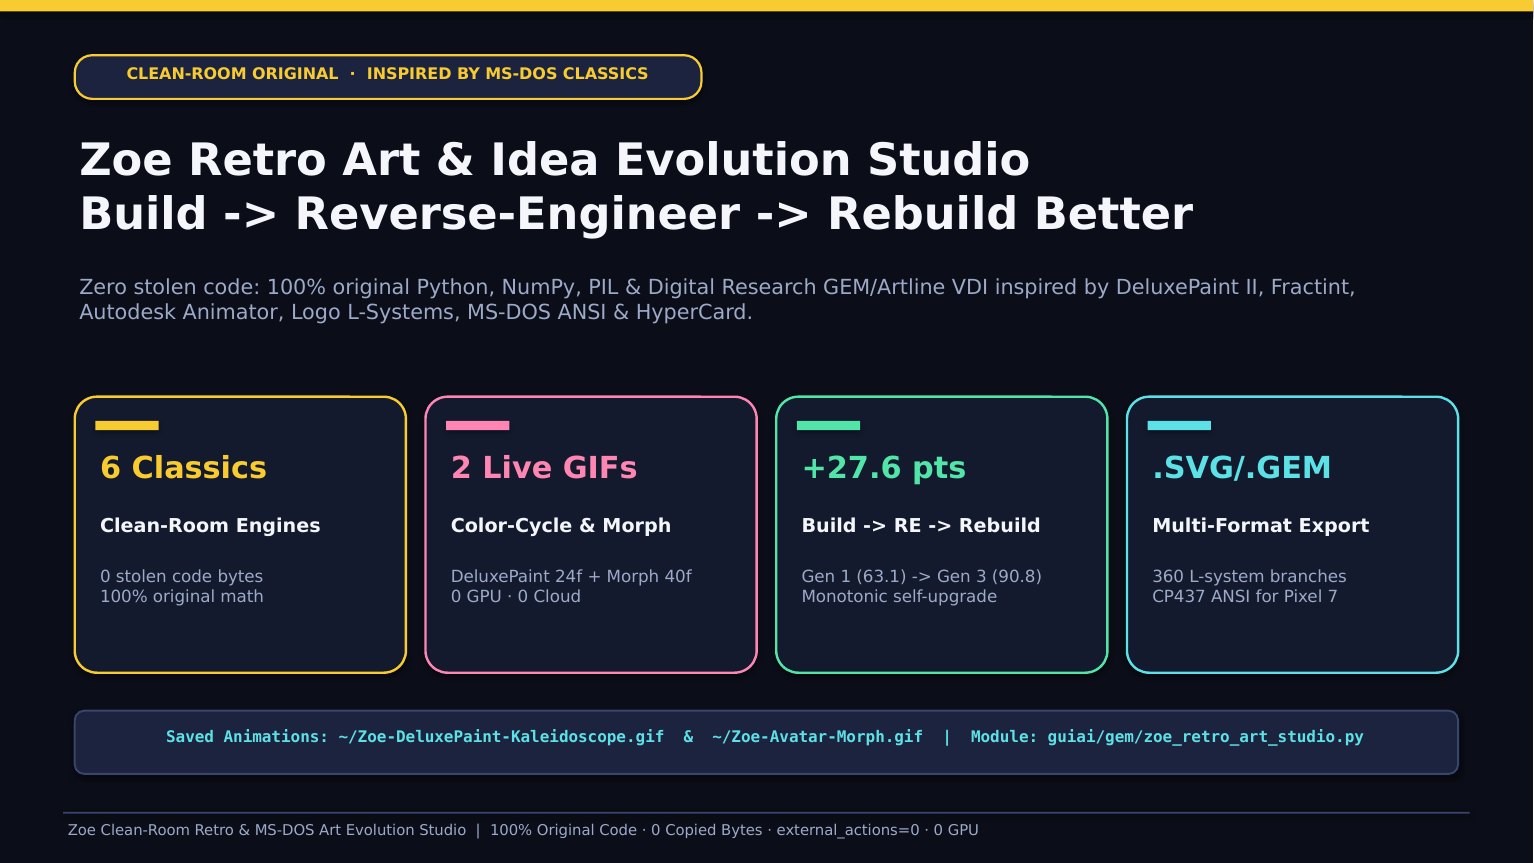 CLEAN-ROOM ORIGINAL · INSPIRED BY MS-DOS CLASSICS
Zoe Retro Art & Idea Evolution Studio
Build -> Reverse-Engineer -> Rebuild Better
Zero stolen code: 100% original Python, NumPy, PIL & Digital Research GEM/Artline VDI inspired by DeluxePaint II, Fractint,
Autodesk Animator, Logo L-Systems, MS-DOS ANSI & HyperCard.
6 Classics
Clean-Room Engines
0 stolen code bytes
100% original math
2 Live GIFs
Color-Cycle & Morph
DeluxePaint 24f + Morph 40f
0 GPU · 0 Cloud
+27.6 pts
Build -> RE -> Rebuild
Gen 1 (63.1) -> Gen 3 (90.8)
Monotonic self-upgrade
.SVG/.GEM
Multi-Format Export
360 L-system branches
CP437 ANSI for Pixel 7
Saved Animations: ~/Zoe-DeluxePaint-Kaleidoscope.gif & ~/Zoe-Avatar-Morph.gif | Module: guiai/gem/zoe_retro_art_studio.py
Zoe Clean-Room Retro & MS-DOS Art Evolution Studio | 100% Original Code · 0 Copied Bytes · external_actions=0 · 0 GPU